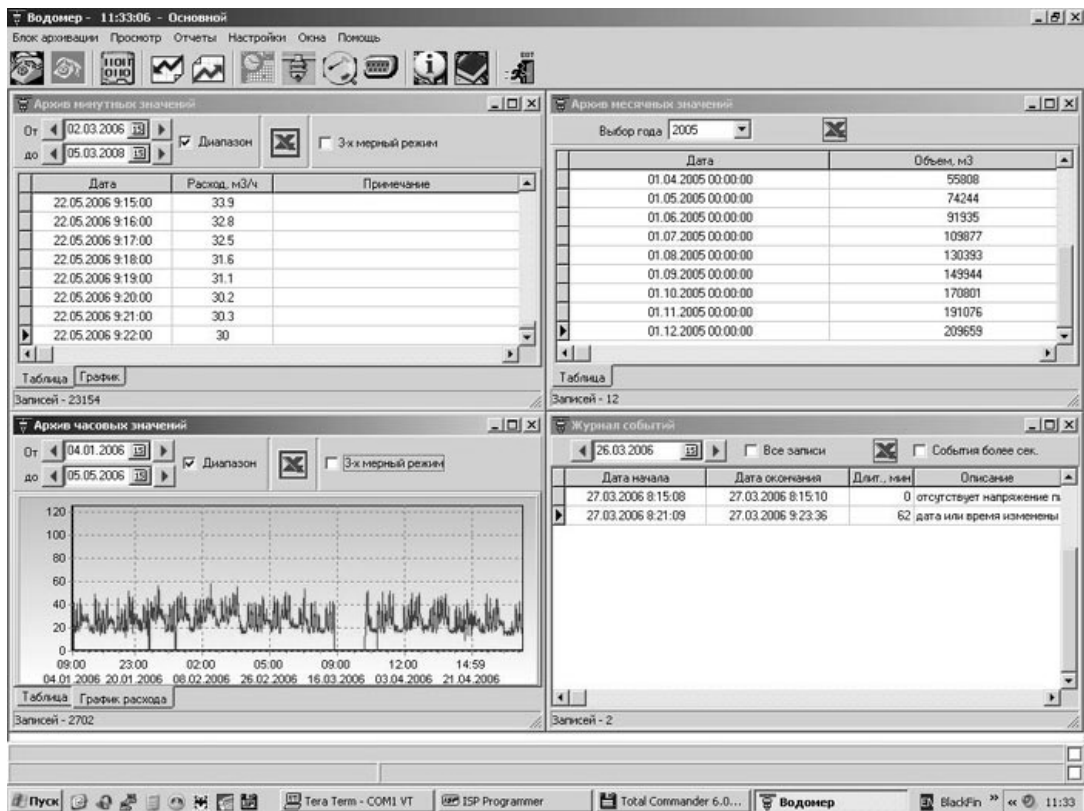 Водомер - 11:33:06 - Основной
Блок архивации Просмотр Отчеты Настройки Окна Помощь
EXIT
Архив минутных значений
От 02.03.2006 15
до 05.03.2008 15
Диапазон
3-х мерный режим
Дата Расход, м3/ч Примечание
22.05.2006 9:15:00 33.9
22.05.2006 9:16:00 32.8
22.05.2006 9:17:00 32.5
22.05.2006 9:18:00 31.6
22.05.2006 9:19:00 31.1
22.05.2006 9:20:00 30.2
22.05.2006 9:21:00 30.3
22.05.2006 9:22:00 30
Таблица График
Записей - 23154
Архив месячных значений
Выбор года 2005
Дата Объем, м3
01.04.2005 00:00:00 55808
01.05.2005 00:00:00 74244
01.06.2005 00:00:00 91935
01.07.2005 00:00:00 109877
01.08.2005 00:00:00 130393
01.09.2005 00:00:00 149944
01.10.2005 00:00:00 170801
01.11.2005 00:00:00 191076
01.12.2005 00:00:00 209659
Таблица
Записей - 12
Архив часовых значений
От 04.01.2006 15
до 05.05.2006 15
Диапазон
3-х мерный режим
120
100
80
60
40
20
0
09:00 23:00 02:00 05:00 09:00 12:00 14:59
04.01.2006 20.01.2006 08.02.2006 26.02.2006 16.03.2006 03.04.2006 21.04.2006
Таблица График расхода
Записей - 2702
Журнал событий
26.03.2006 15 Все записи События более сек.
Дата начала Дата окончания Длит., мин Описание
27.03.2006 8:15:08 27.03.2006 8:15:10 0 отсутствует напряжение
27.03.2006 8:21:09 27.03.2006 9:23:36 62 дата или время изменены
Записей - 2
Пуск Tera Term - COM1 VT ISP Programmer Total Commander 6.0... Водомер BlackFin » « 11:33